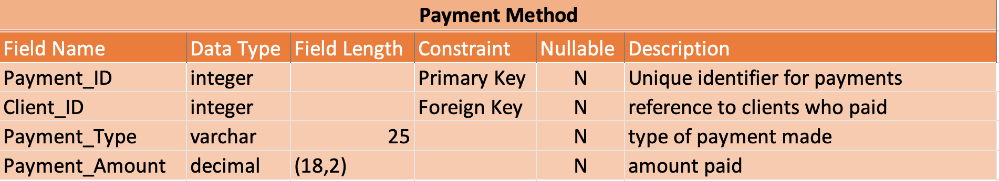 Payment Method
Field Name Data Type Field Length Constraint Nullable Description
Payment_ID integer Primary Key N Unique identifier for payments
Client_ID integer Foreign Key N reference to clients who paid
Payment_Type varchar 25 N type of payment made
Payment_Amount decimal (18,2) N amount paid